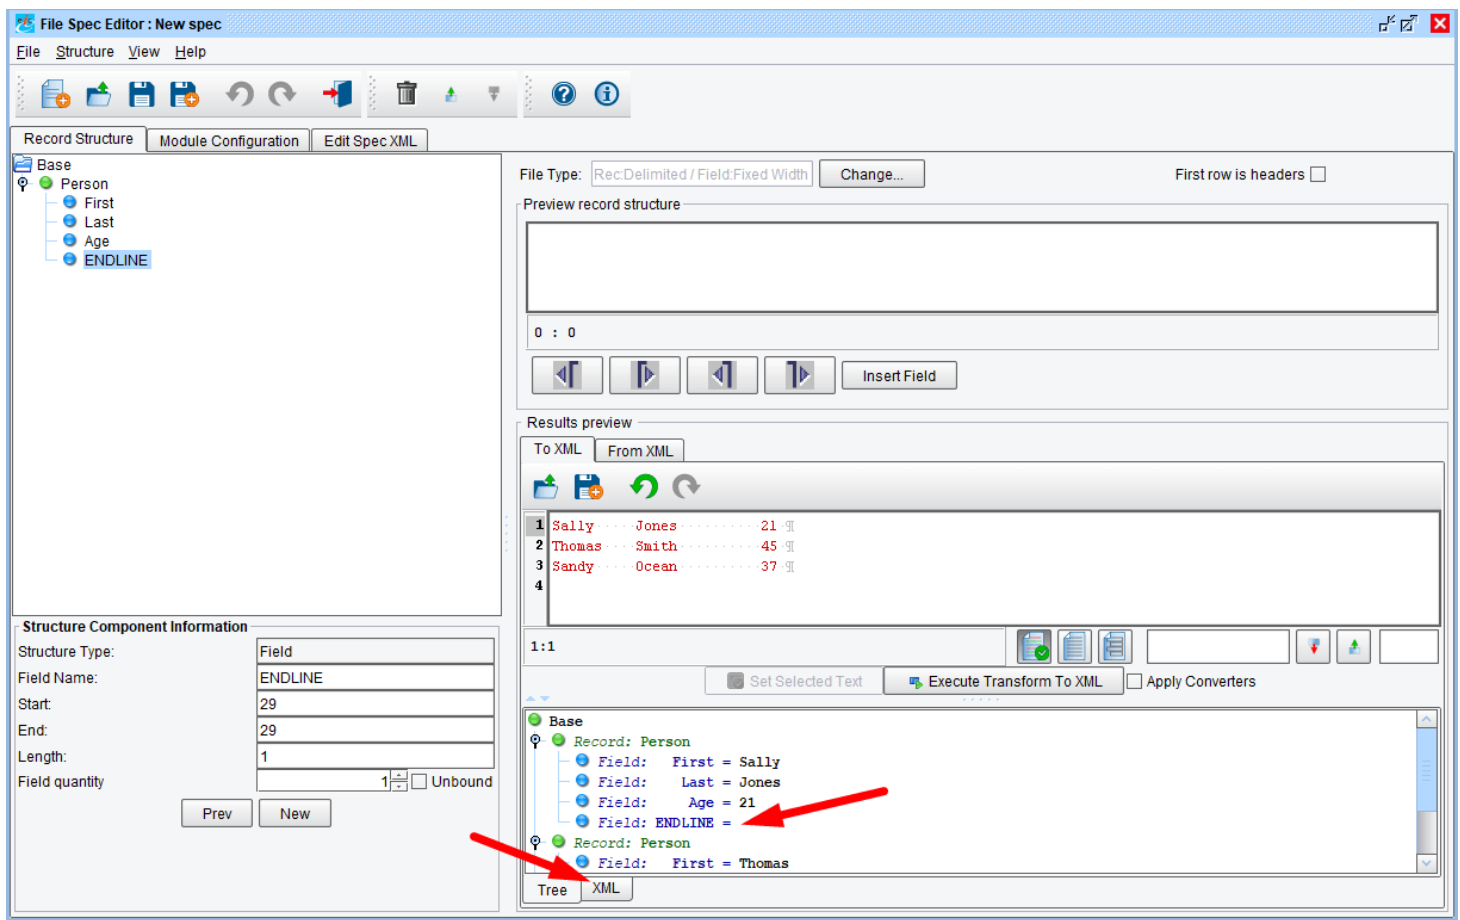 File Spec Editor : New spec
File Structure View Help
Record Structure Module Configuration Edit Spec XML
Base
Person
First
Last
Age
ENDLINE
File Type: Rec:Delimited / Field:Fixed Width Change... First row is headers
Preview record structure
0 : 0
Insert Field
Results preview
To XML From XML
1 Sally Jones 21 ¶
2 Thomas Smith 45 ¶
3 Sandy Ocean 37 ¶
4
1:1
Set Selected Text Execute Transform To XML Apply Converters
Structure Component Information
Structure Type: Field
Field Name: ENDLINE
Start: 29
End: 29
Length: 1
Field quantity 1 Unbound
Prev New
Base
Record: Person
Field: First = Sally
Field: Last = Jones
Field: Age = 21
Field: ENDLINE =
Record: Person
Field: First = Thomas
Tree XML